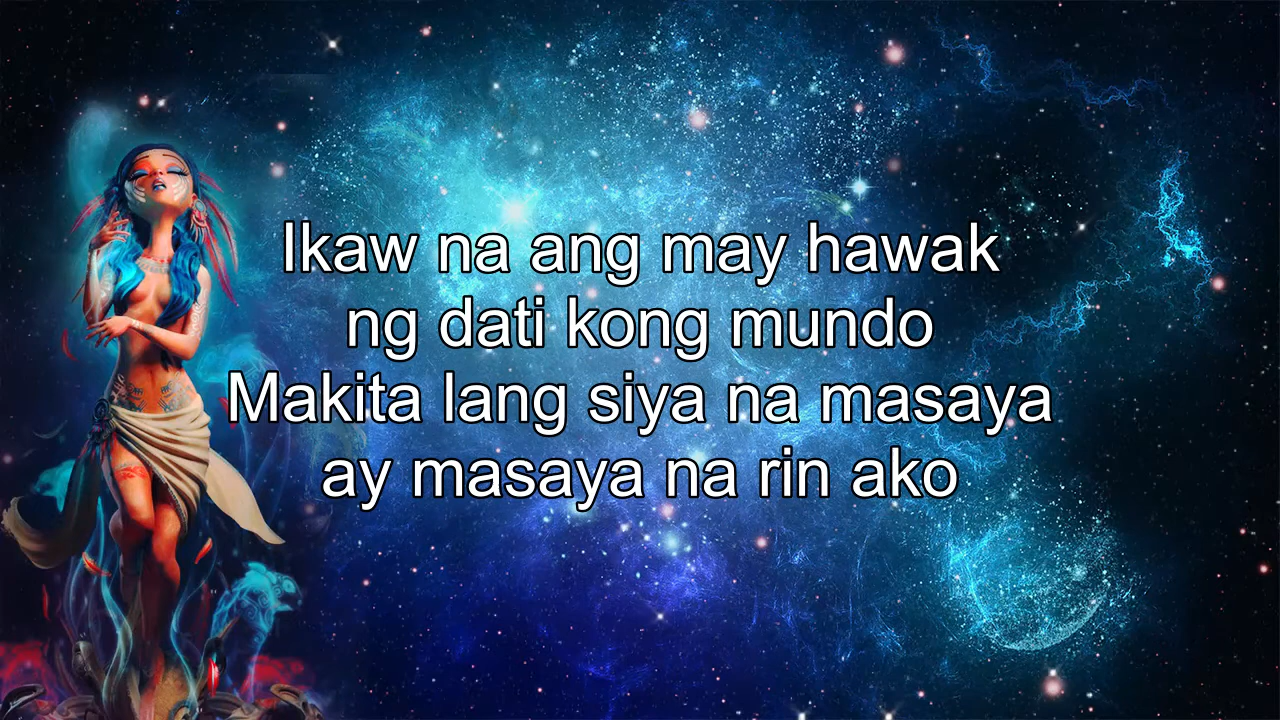 Ikaw na ang may hawak
ng dati kong mundo
Makita lang siya na masaya
ay masaya na rin ako